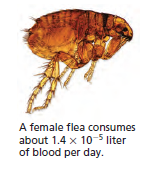 A female flea consumes
about 1.4 × 10⁻⁵ liter
of blood per day.